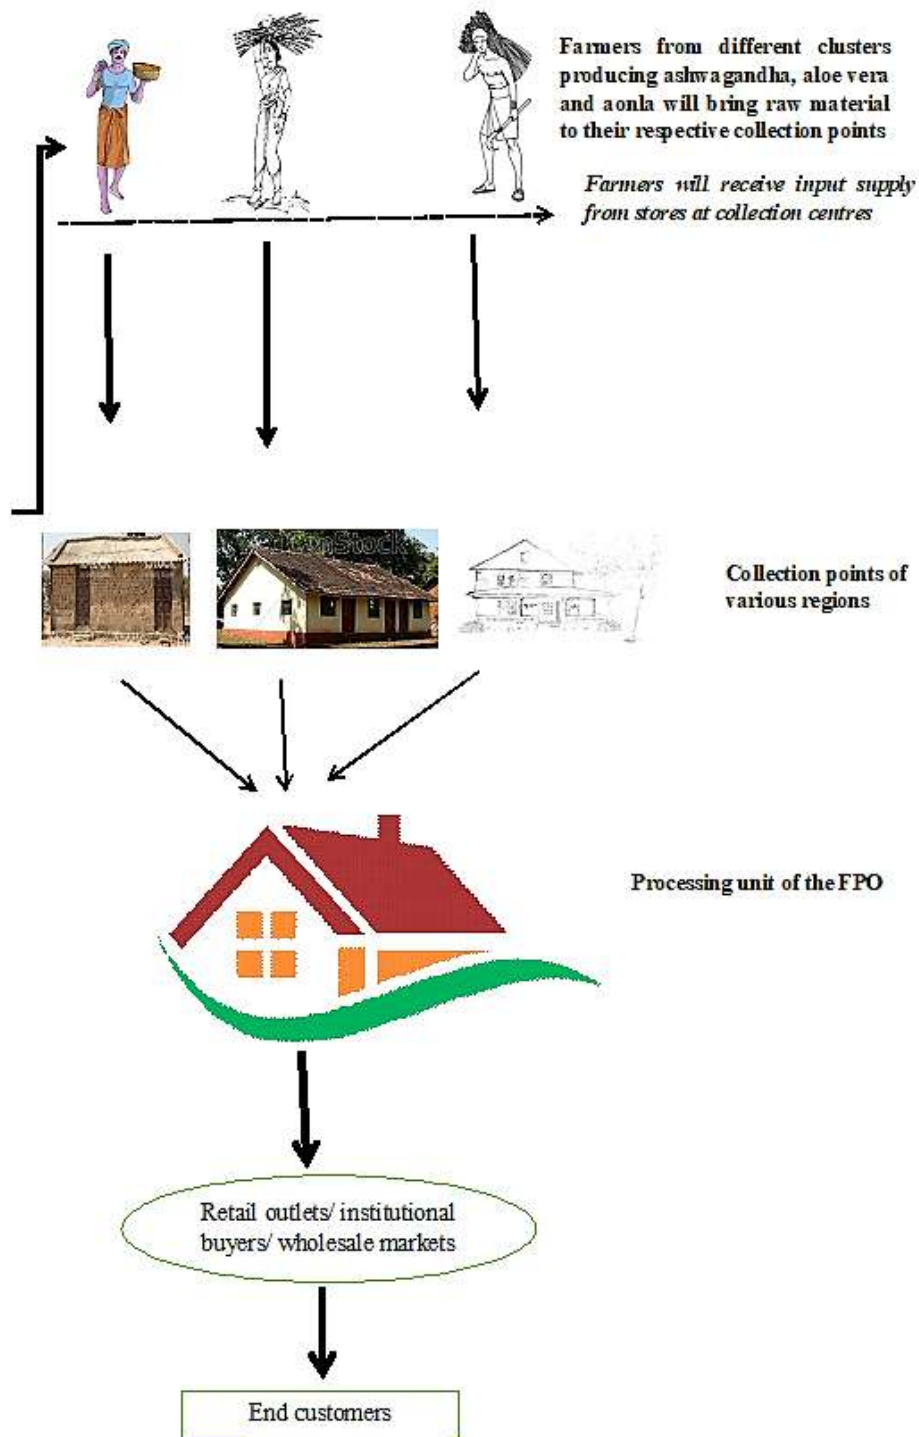 Farmers from different clusters
producing ashwagandha, aloe vera
and aonla will bring raw material
to their respective collection points
Farmers will receive input supply
from stores at collection centres
CanStock
Collection points of
various regions
Processing unit of the FPO
Retail outlets/ institutional
buyers/ wholesale markets
End customers